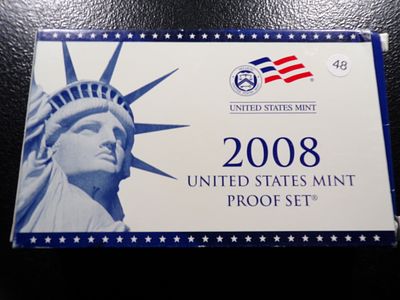 48
UNITED STATES MINT
2008
UNITED STATES MINT
PROOF SET®